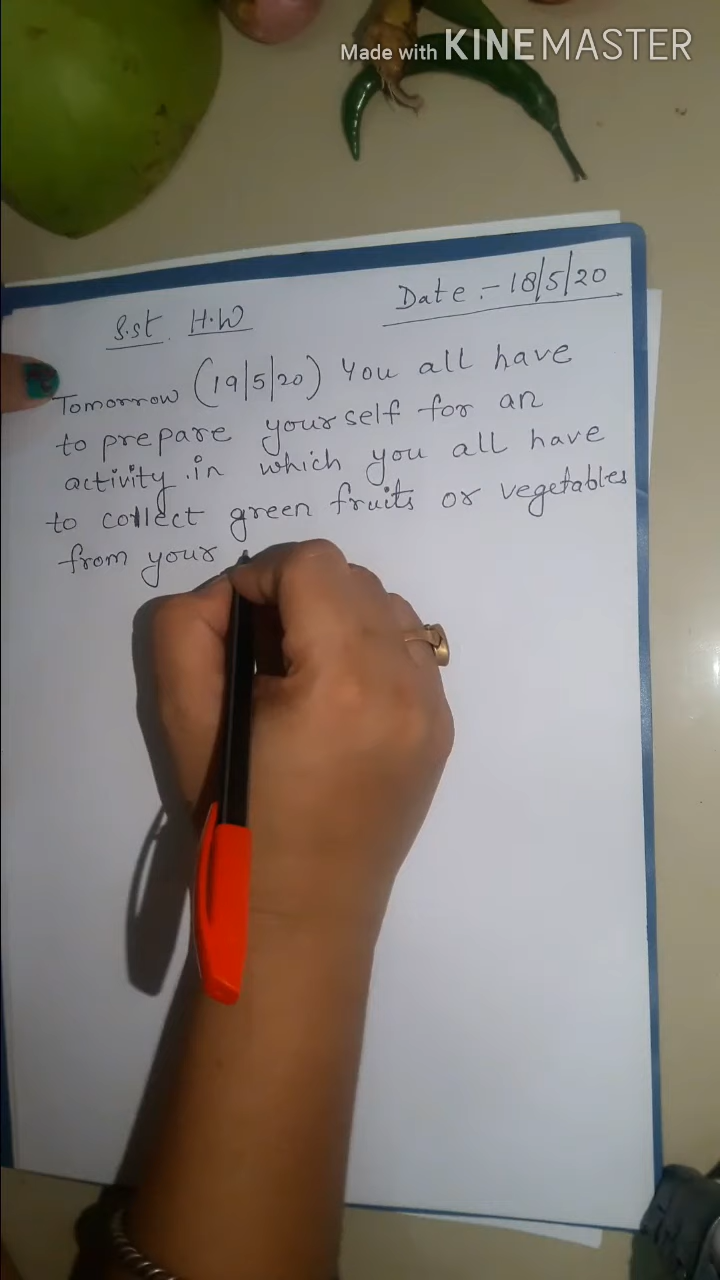 Made with KINEMASTER
S.st H.W
Date :- 18/5/20
Tomorrow (19/5/20) You all have
to prepare yourself for an
activity in which you all have
to collect green fruits or vegetables
from your